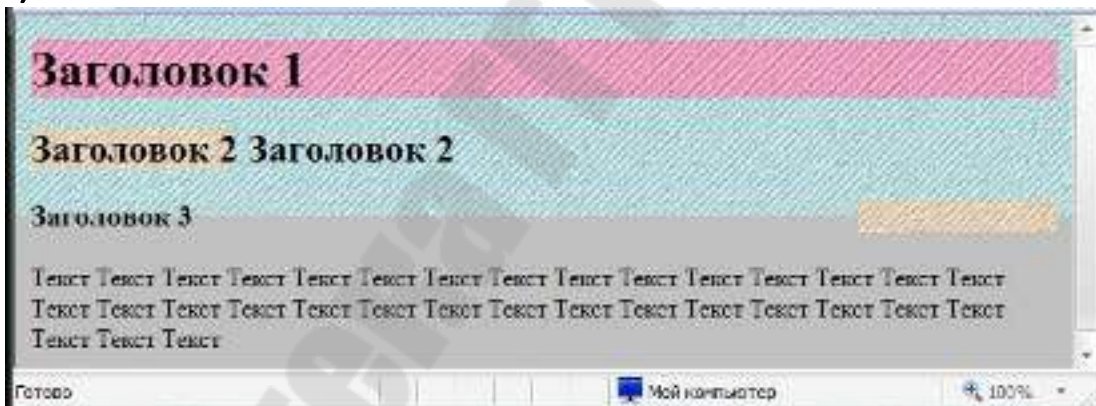 Заголовок 1
Заголовок 2 Заголовок 2
Заголовок 3
Текст Текст Текст Текст Текст Текст Текст Текст Текст Текст Текст Текст Текст Текст Текст
Текст Текст Текст Текст Текст Текст Текст Текст Текст Текст Текст Текст Текст Текст Текст
Текст Текст Текст
Готово Мой компьютер 100%